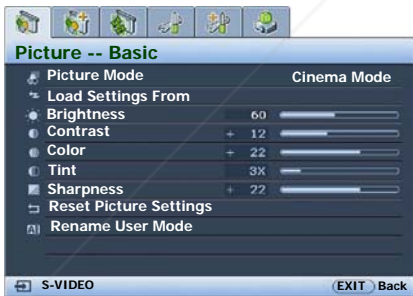 Picture -- Basic
Picture Mode Cinema Mode
Load Settings From
Brightness 60
Contrast + 12
Color + 22
Tint 3X
Sharpness + 22
Reset Picture Settings
Rename User Mode
S-VIDEO EXIT Back